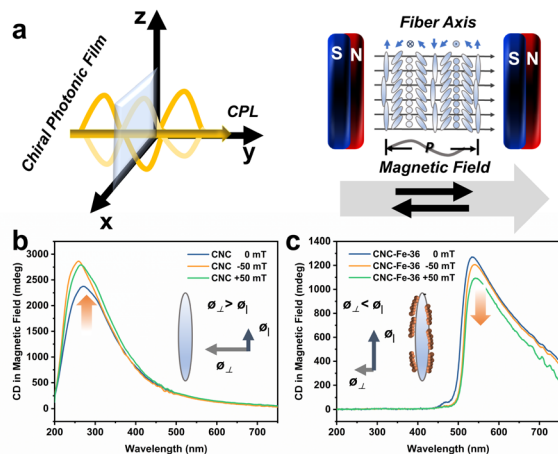 a
Chiral Photonic Film
z
y
x
CPL
Fiber Axis
S N
S N
P
Magnetic Field
b
CD in Magnetic Field (mdeg)
3000
2500
2000
1500
1000
500
0
200 300 400 500 600 700
Wavelength (nm)
CNC 0 mT
CNC -50 mT
CNC +50 mT
ø⊥> ø||
ø||
ø⊥
c
CD in Magnetic Field (mdeg)
1400
1200
1000
800
600
400
200
0
200 300 400 500 600 700
Wavelength (nm)
CNC-Fe-36 0 mT
CNC-Fe-36 -50 mT
CNC-Fe-36 +50 mT
ø⊥< ø||
ø||
ø⊥